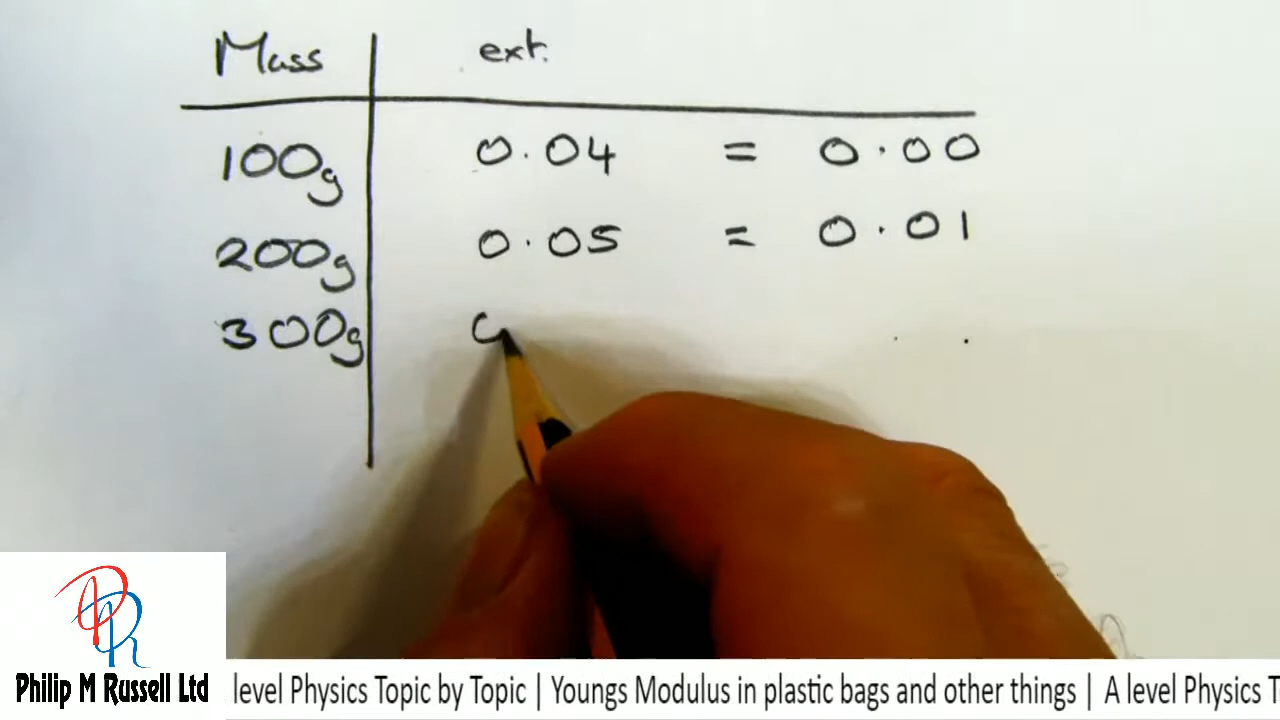 Mass ext.
100g 0.04 = 0.00
200g 0.05 = 0.01
300g
Philip M Russell Ltd
level Physics Topic by Topic | Youngs Modulus in plastic bags and other things | A level Physics T